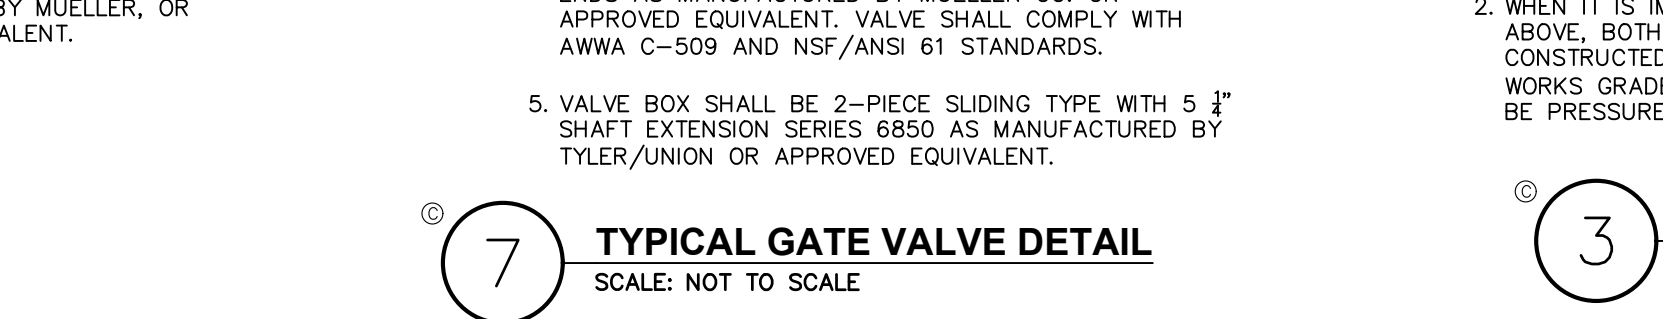 BY MUELLER, OR
ALENT.
APPROVED EQUIVALENT. VALVE SHALL COMPLY WITH
AWWA C-509 AND NSF/ANSI 61 STANDARDS.
5. VALVE BOX SHALL BE 2-PIECE SLIDING TYPE WITH 5 ¼"
SHAFT EXTENSION SERIES 6850 AS MANUFACTURED BY
TYLER/UNION OR APPROVED EQUIVALENT.
©
7
TYPICAL GATE VALVE DETAIL
SCALE: NOT TO SCALE
2. WHEN IT IS
ABOVE, BOTH
CONSTRUCTED
WORKS GRADE
BE PRESSURE
©
3